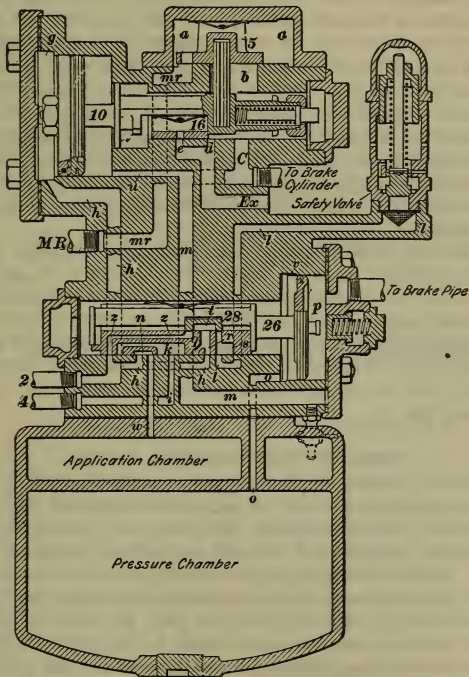 g
a
5
a
mr
b
10
16
e
d
C
To Brake
Cylinder
Ex
Safety Valve
h
MR
mr
m
l
l
h
To Brake Pipe
v
p
z
n
z
t
28
26
k
g
r
s
2
4
h
h
l
o
i
m
w
Application Chamber
o
Pressure Chamber